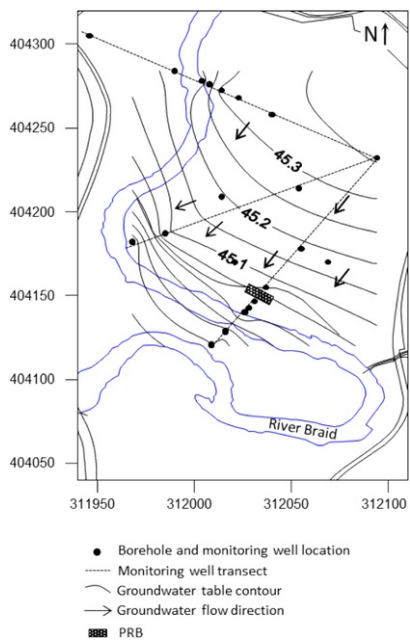 N
404300
404250
404200
404150
404100
404050
45.3
45.2
45.1
River Braid
311950 312000 312050 312100
Borehole and monitoring well location
Monitoring well transect
Groundwater table contour
Groundwater flow direction
PRB